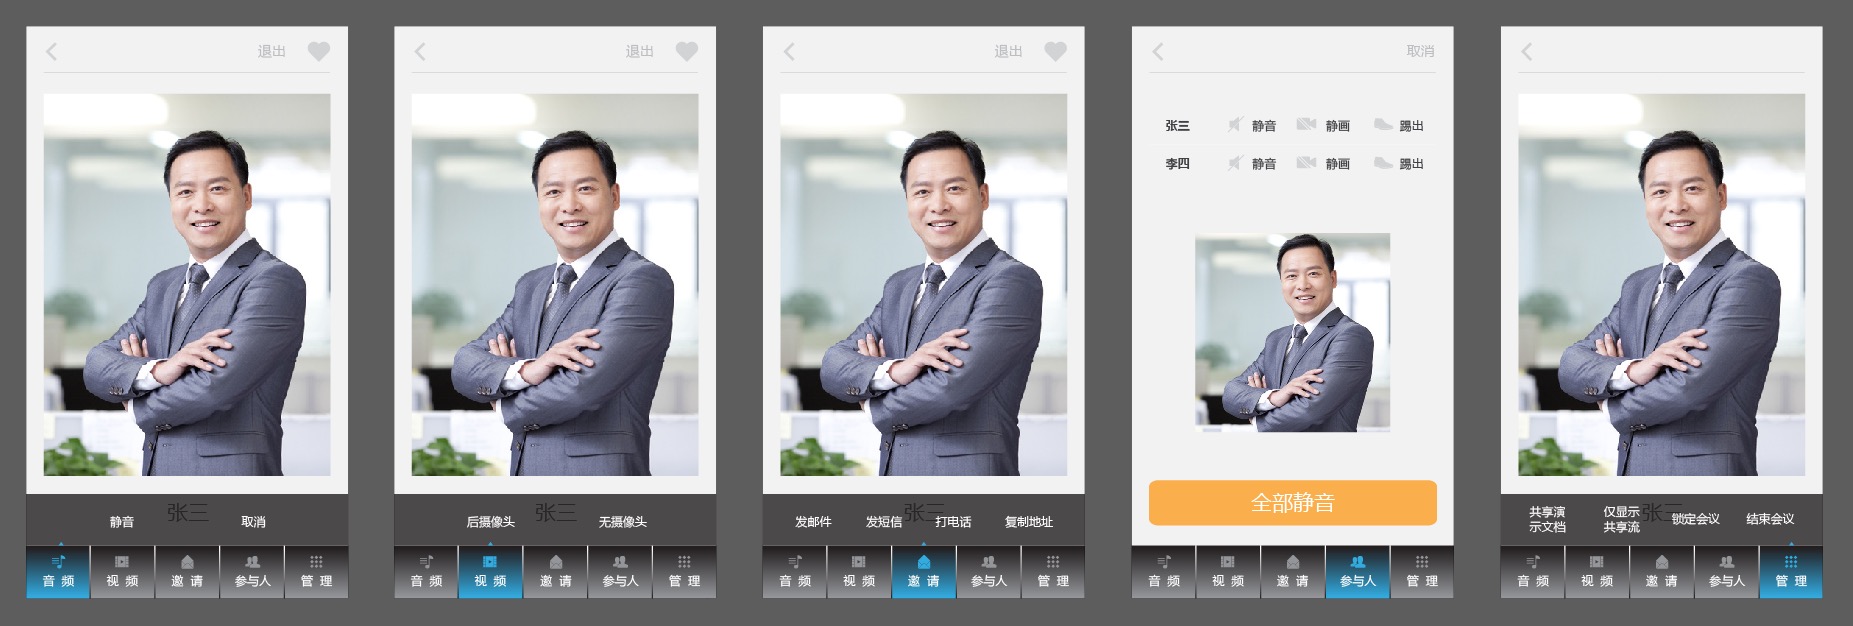 退出
张三
静音 取消
音 频 视 频 邀 请 参与人 管 理
退出
张三
后摄像头 无摄像头
音 频 视 频 邀 请 参与人 管 理
退出
张三
发邮件 发短信 打电话 复制地址
音 频 视 频 邀 请 参与人 管 理
取消
张三 静音 静画 踢出
李四 静音 静画 踢出
全部静音
音 频 视 频 邀 请 参与人 管 理
张三
共享演
示文档
仅显示
共享流
锁定会议 结束会议
音 频 视 频 邀 请 参与人 管 理